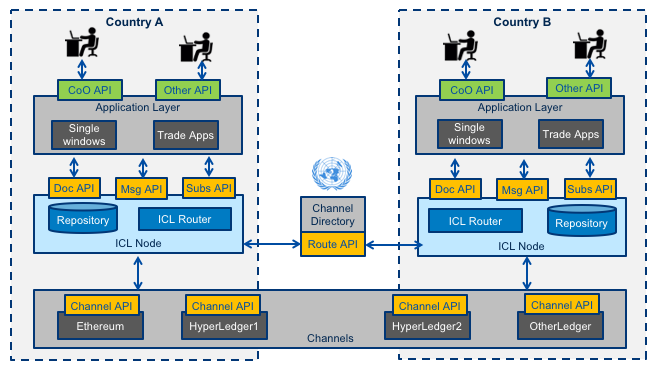 Country A
Country B
CoO API
Other API
CoO API
Other API
Application Layer
Application Layer
Single
windows
Trade Apps
Single
windows
Trade Apps
Doc API
Msg API
Subs API
Doc API
Msg API
Subs API
Repository
ICL Router
ICL Node
Channel
Directory
Route API
ICL Router
Repository
ICL Node
Channel API
Channel API
Channel API
Channel API
Ethereum
HyperLedger1
HyperLedger2
OtherLedger
Channels